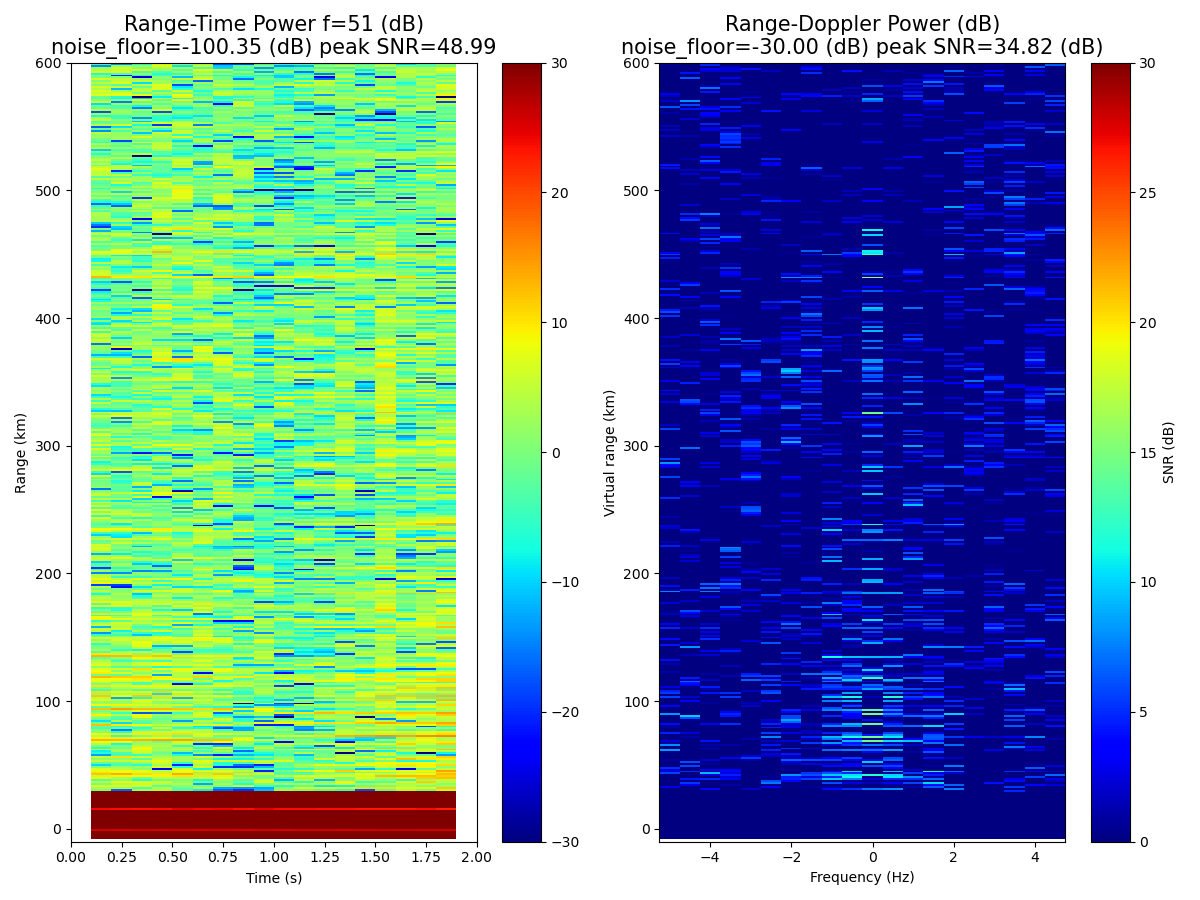 Range-Time Power f=51 (dB)
noise_floor=-100.35 (dB) peak SNR=48.99
Range (km)
600
500
400
300
200
100
0
0.00 0.25 0.50 0.75 1.00 1.25 1.50 1.75 2.00
Time (s)
30
20
10
0
−10
−20
−30
Range-Doppler Power (dB)
noise_floor=-30.00 (dB) peak SNR=34.82 (dB)
Virtual range (km)
600
500
400
300
200
100
0
−4 −2 0 2 4
Frequency (Hz)
30
25
20
15
10
5
0
SNR (dB)